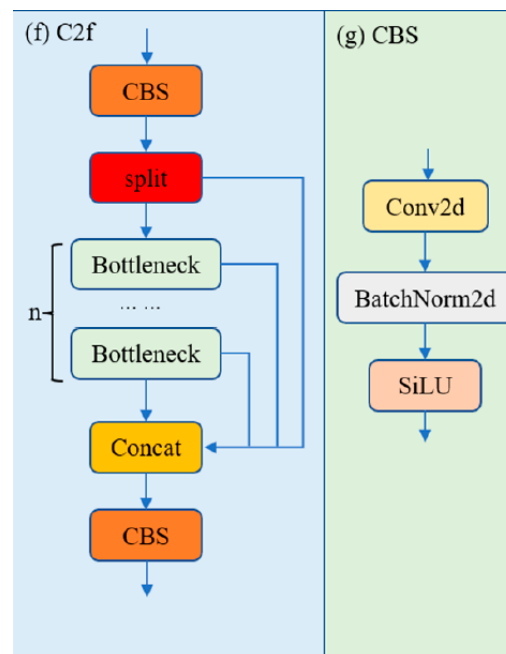 (f) C2f
CBS
split
Bottleneck
... ...
n
Bottleneck
Concat
CBS
(g) CBS
Conv2d
BatchNorm2d
SiLU